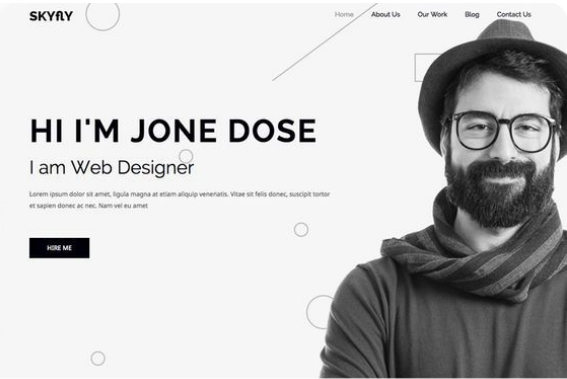 SKYflY
Home About Us Our Work Blog Contact Us
HI I'M JONE DOSE
I am Web Designer
Lorem ipsum dolor sit amet, ligula magna at etiam aliquip venenatis. Vitae sit felis donec, suscipit tortor
et sapien donec ac nec. Nam vel eu amet
HIRE ME